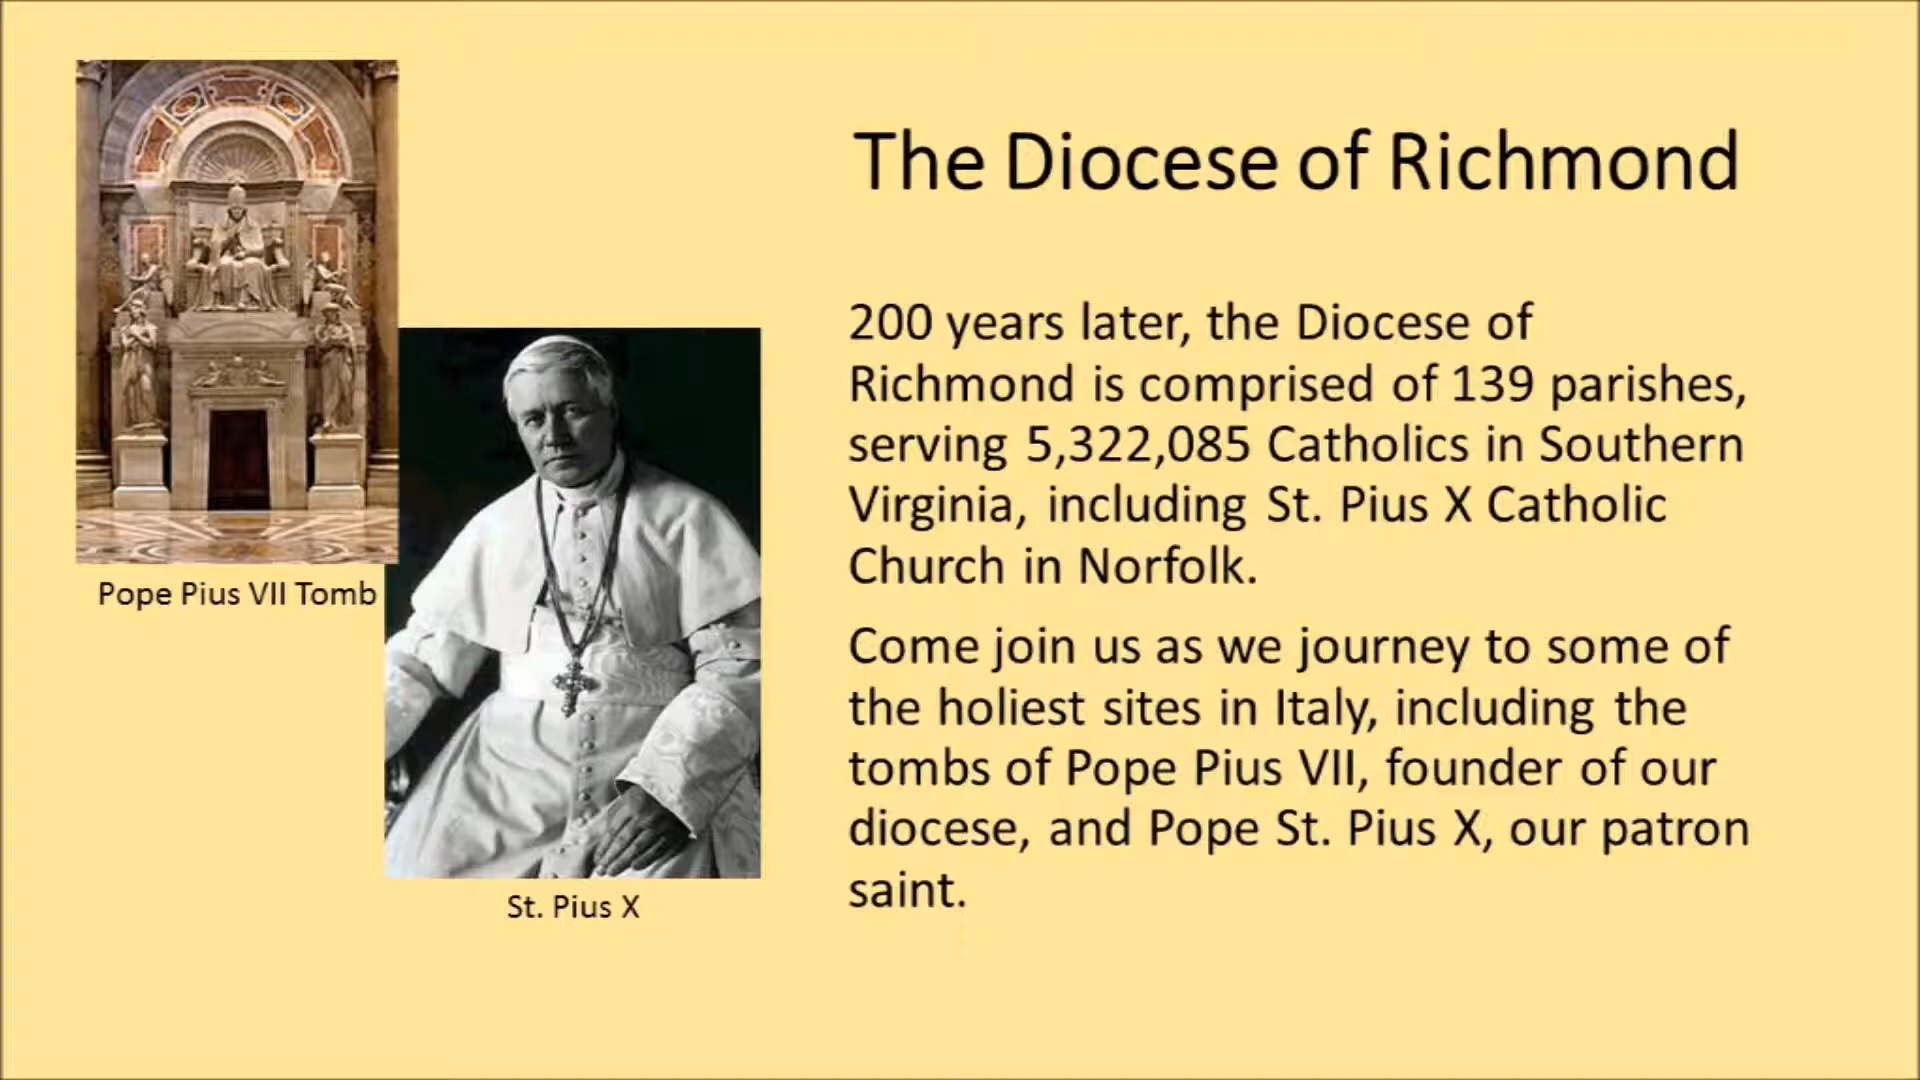 The Diocese of Richmond
200 years later, the Diocese of
Richmond is comprised of 139 parishes,
serving 5,322,085 Catholics in Southern
Virginia, including St. Pius X Catholic
Church in Norfolk.
Come join us as we journey to some of
the holiest sites in Italy, including the
tombs of Pope Pius VII, founder of our
diocese, and Pope St. Pius X, our patron
saint.
Pope Pius VII Tomb
St. Pius X